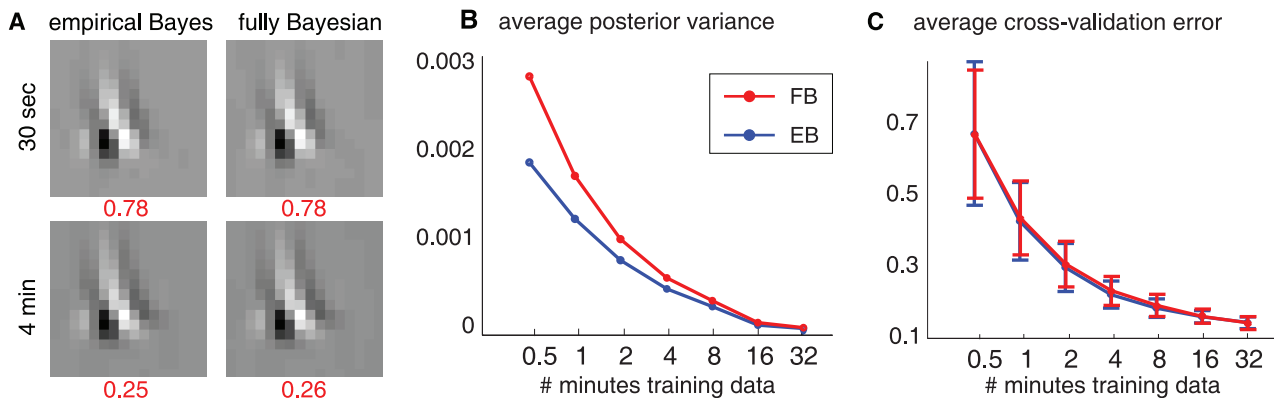 A empirical Bayes fully Bayesian
30 sec
0.78 0.78
4 min
0.25 0.26
B average posterior variance
0.003
0.002
0.001
0
FB
EB
0.5 1 2 4 8 16 32
# minutes training data
C average cross-validation error
0.7
0.5
0.3
0.1
0.5 1 2 4 8 16 32
# minutes training data